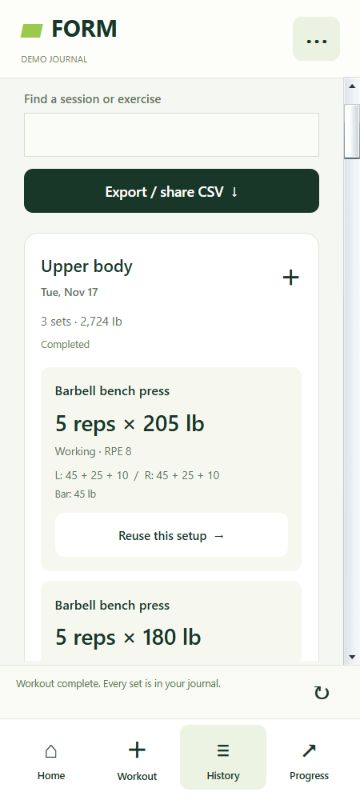 FORM
DEMO JOURNAL
...
Find a session or exercise
Export / share CSV ↓
Upper body
+
Tue, Nov 17
3 sets · 2,724 lb
Completed
Barbell bench press
5 reps × 205 lb
Working · RPE 8
L: 45 + 25 + 10 / R: 45 + 25 + 10
Bar: 45 lb
Reuse this setup →
Barbell bench press
5 reps × 180 lb
Workout complete. Every set is in your journal.
Home
Workout
History
Progress